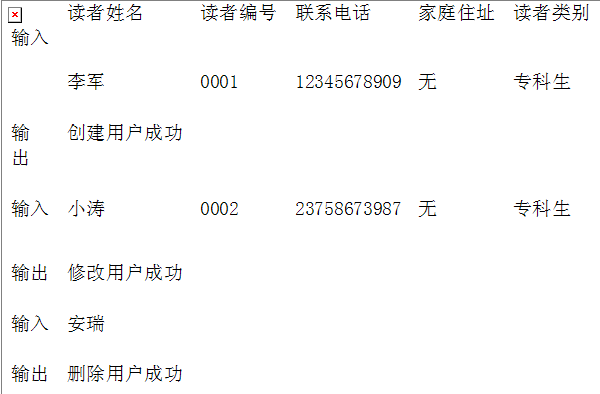 读者姓名 读者编号 联系电话 家庭住址 读者类别
输入
李军 0001 12345678909 无 专科生
输出 创建用户成功
输入 小涛 0002 23758673987 无 专科生
输出 修改用户成功
输入 安瑞
输出 删除用户成功